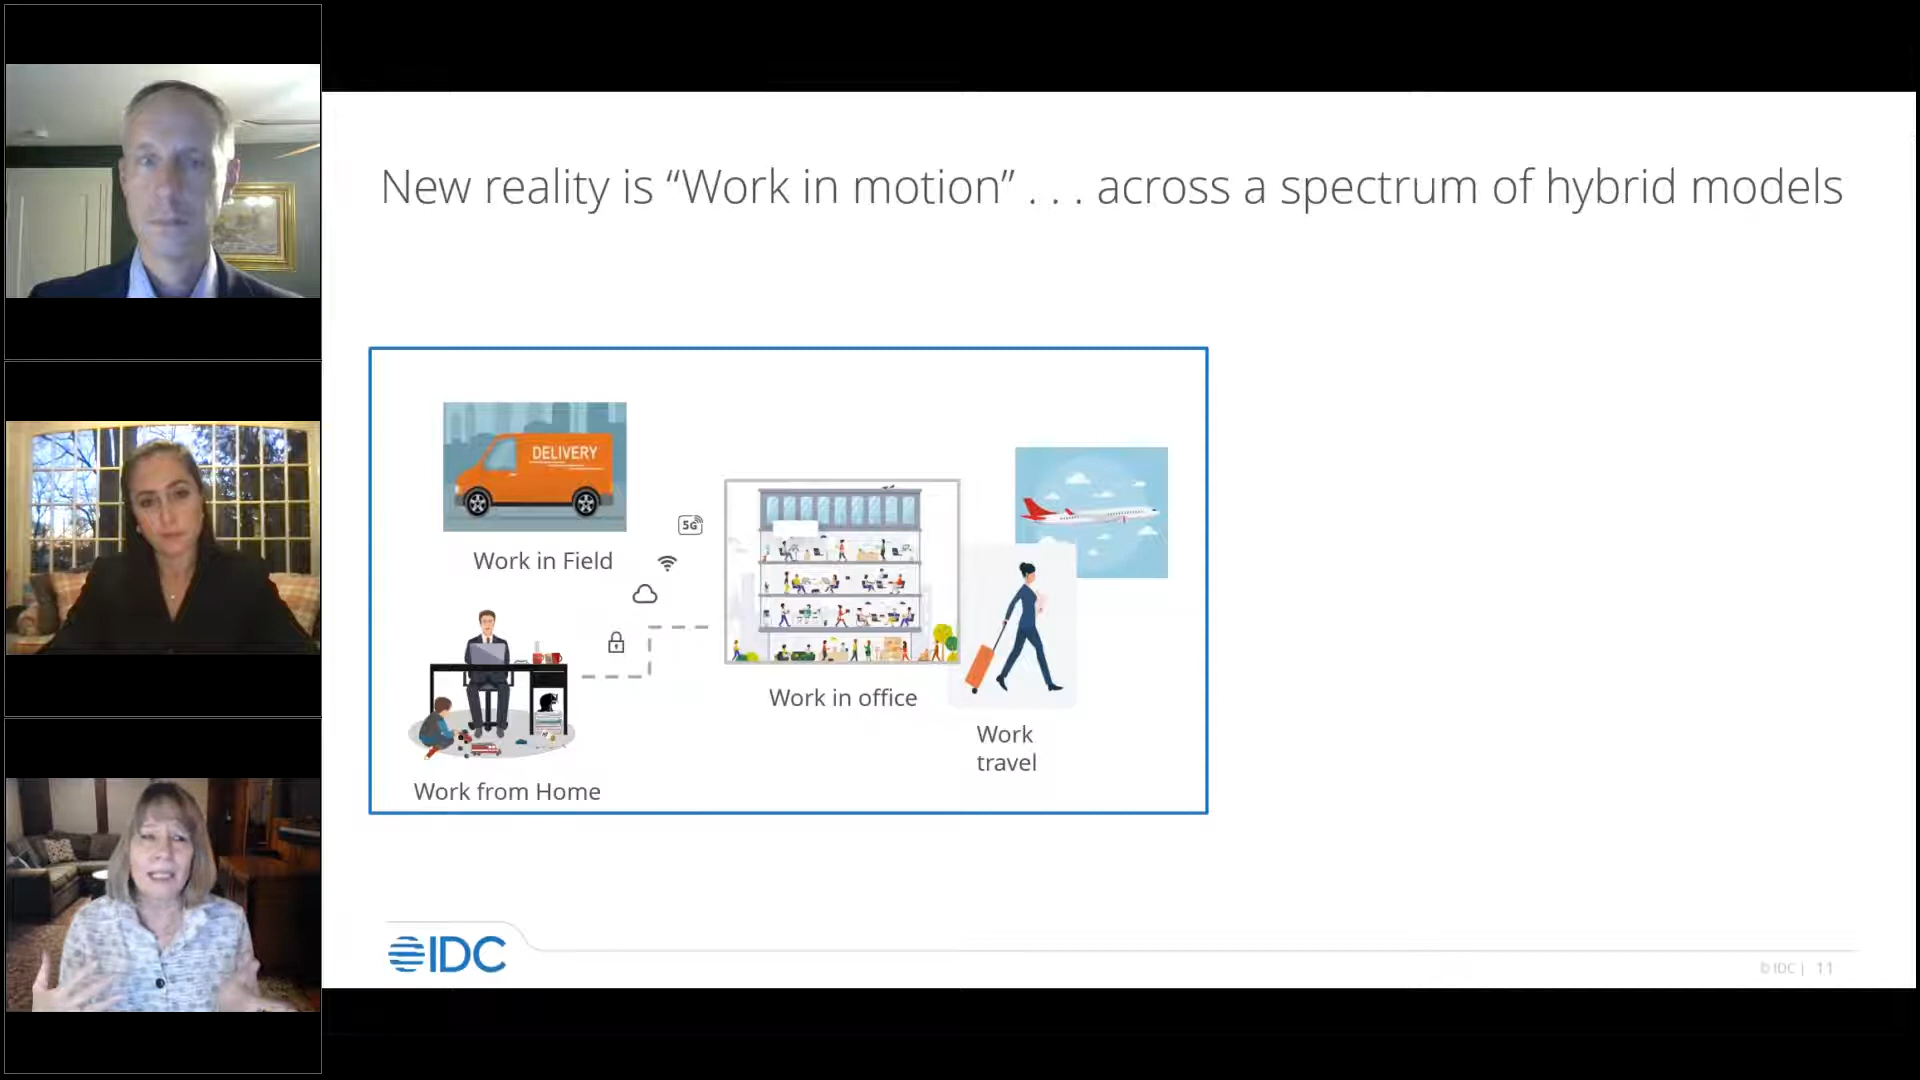 New reality is “Work in motion” . . . across a spectrum of hybrid models
DELIVERY
Work in Field
5G
Work in office
Work
travel
Work from Home
IDC
© IDC | 11